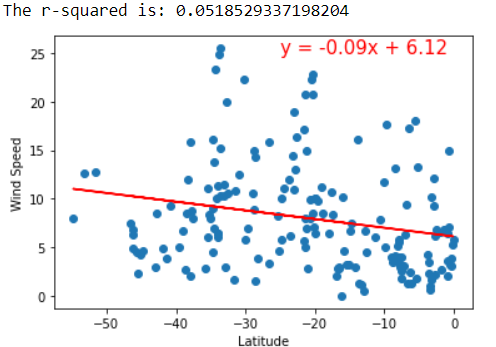 The r-squared is: 0.0518529337198204
y = -0.09x + 6.12
25
20
15
10
5
0
Wind Speed
−50 −40 −30 −20 −10 0
Latitude